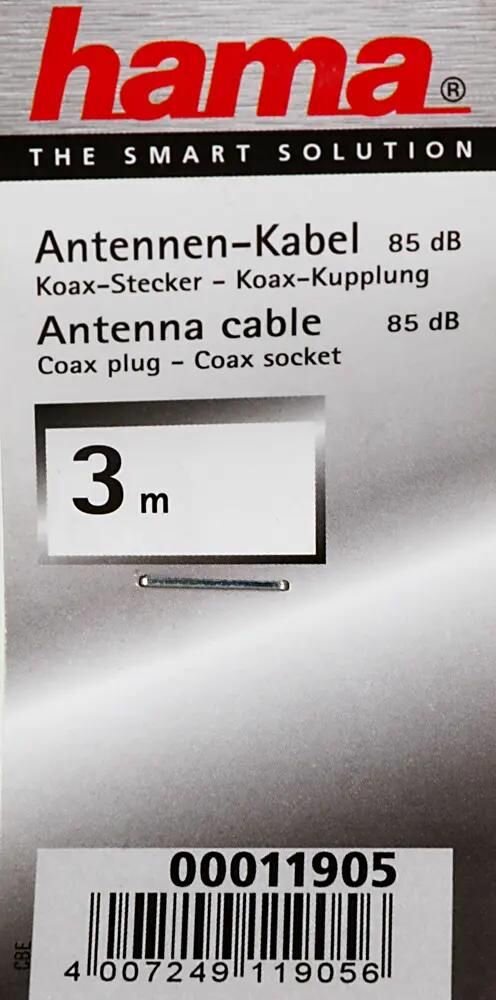 hama®
THE SMART SOLUTION
Antennen-Kabel 85 dB
Koax-Stecker - Koax-Kupplung
Antenna cable 85 dB
Coax plug - Coax socket
3 m
00011905
CBE
4 007249 119056